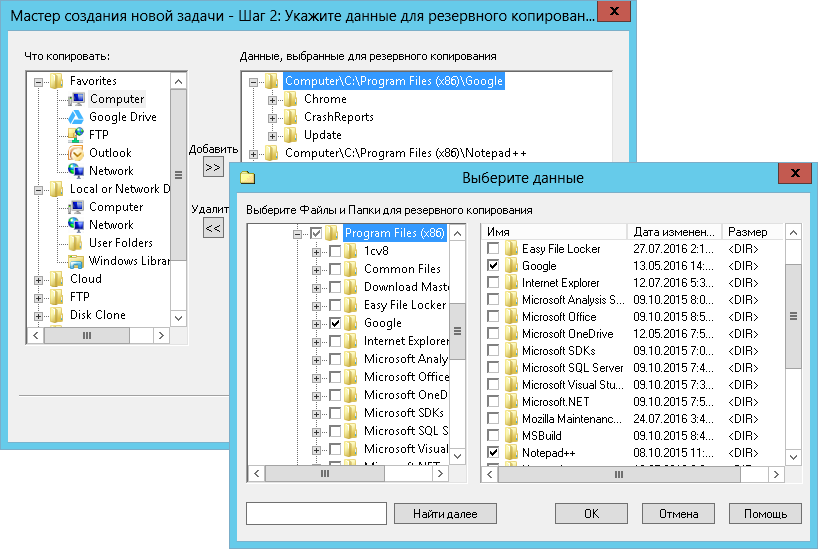 Мастер создания новой задачи - Шаг 2: Укажите данные для резервного копирован...
Что копировать:
Favorites
Computer
Google Drive
FTP
Outlook
Network
Local or Network D
Computer
Network
User Folders
Windows Librar
Cloud
FTP
Disk Clone
Добавить
>>
Удалит
<<
Данные, выбранные для резервного копирования
Computer\C:\Program Files (x86)\Google
Chrome
CrashReports
Update
Computer\C:\Program Files (x86)\Notepad++
Выберите данные
Выберите Файлы и Папки для резервного копирования
Program Files (x86)
1cv8
Common Files
Download Mast
Easy File Locker
Google
Internet Explorer
Microsoft Analy
Microsoft Office
Microsoft OneD
Microsoft SDKs
Microsoft SQL S
Microsoft Visual
Microsoft.NET
Имя Дата изменен... Размер
Easy File Locker 27.07.2016 2:1... <DIR>
Google 13.05.2016 14:... <DIR>
Internet Explorer 12.07.2016 5:3... <DIR>
Microsoft Analysis S... 09.10.2015 8:0... <DIR>
Microsoft Office 09.10.2015 8:5... <DIR>
Microsoft OneDrive 12.05.2016 7:5... <DIR>
Microsoft SDKs 09.10.2015 7:0... <DIR>
Microsoft SQL Server 09.10.2015 7:4... <DIR>
Microsoft Visual Stu... 09.10.2015 7:3... <DIR>
Microsoft.NET 09.10.2015 7:5... <DIR>
Mozilla Maintenanc... 24.07.2016 3:4... <DIR>
MSBuild 09.10.2015 8:4... <DIR>
Notepad++ 08.10.2015 11:... <DIR>
Найти далее
OK
Отмена
Помощь